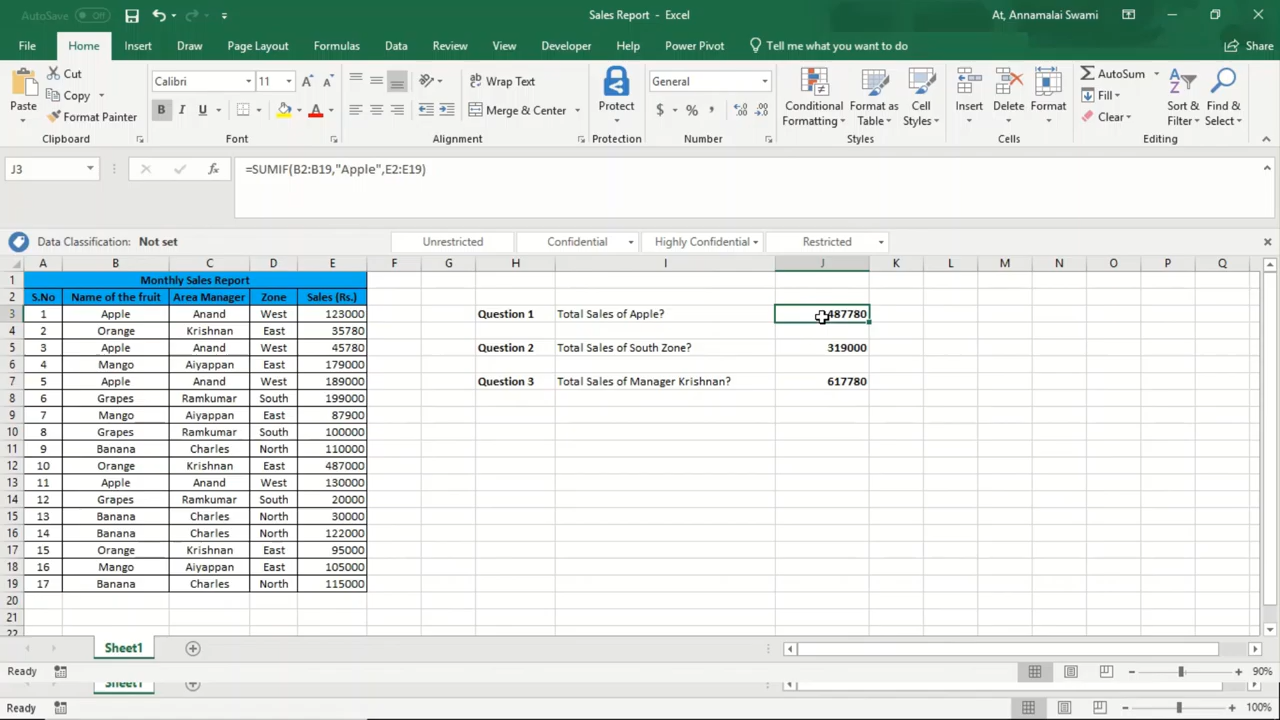 AutoSave Off
Sales Report - Excel
At, Annamalai Swami
File Home Insert Draw Page Layout Formulas Data Review View Developer Help Power Pivot Tell me what you want to do Share
Paste Cut Copy Format Painter
Calibri 11
B I U
Wrap Text
Merge & Center
Protect
General
$ % ,
Conditional Formatting
Format as Table
Cell Styles
Insert Delete Format
AutoSum Fill Clear
Sort & Filter
Find & Select
Clipboard Font Alignment Protection Number Styles Cells Editing
J3 fx =SUMIF(B2:B19,"Apple",E2:E19)
Data Classification: Not set Unrestricted Confidential Highly Confidential Restricted
A B C D E F G H I J K L M N O P Q
1 Monthly Sales Report
2 S.No Name of the fruit Area Manager Zone Sales (Rs.)
3 1 Apple Anand West 123000 Question 1 Total Sales of Apple? 487780
4 2 Orange Krishnan East 35780
5 3 Apple Anand West 45780 Question 2 Total Sales of South Zone? 319000
6 4 Mango Aiyappan East 179000
7 5 Apple Anand West 189000 Question 3 Total Sales of Manager Krishnan? 617780
8 6 Grapes Ramkumar South 199000
9 7 Mango Aiyappan East 87900
10 8 Grapes Ramkumar South 100000
11 9 Banana Charles North 110000
12 10 Orange Krishnan East 487000
13 11 Apple Anand West 130000
14 12 Grapes Ramkumar South 20000
15 13 Banana Charles North 30000
16 14 Banana Charles North 122000
17 15 Orange Krishnan East 95000
18 16 Mango Aiyappan East 105000
19 17 Banana Charles North 115000
20
21
22
Sheet1
Ready 90%
Sheet1
Ready 100%